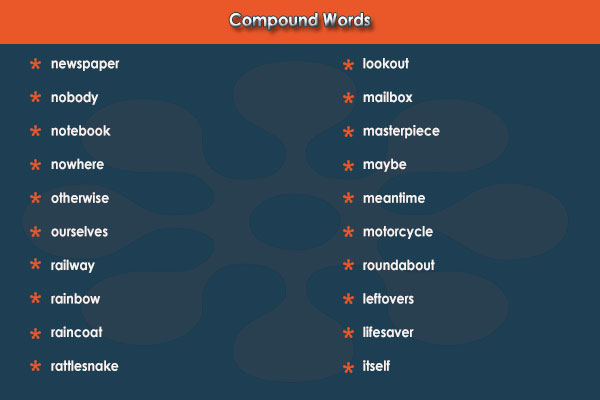 Compound Words
* newspaper
* nobody
* notebook
* nowhere
* otherwise
* ourselves
* railway
* rainbow
* raincoat
* rattlesnake
* lookout
* mailbox
* masterpiece
* maybe
* meantime
* motorcycle
* roundabout
* leftovers
* lifesaver
* itself